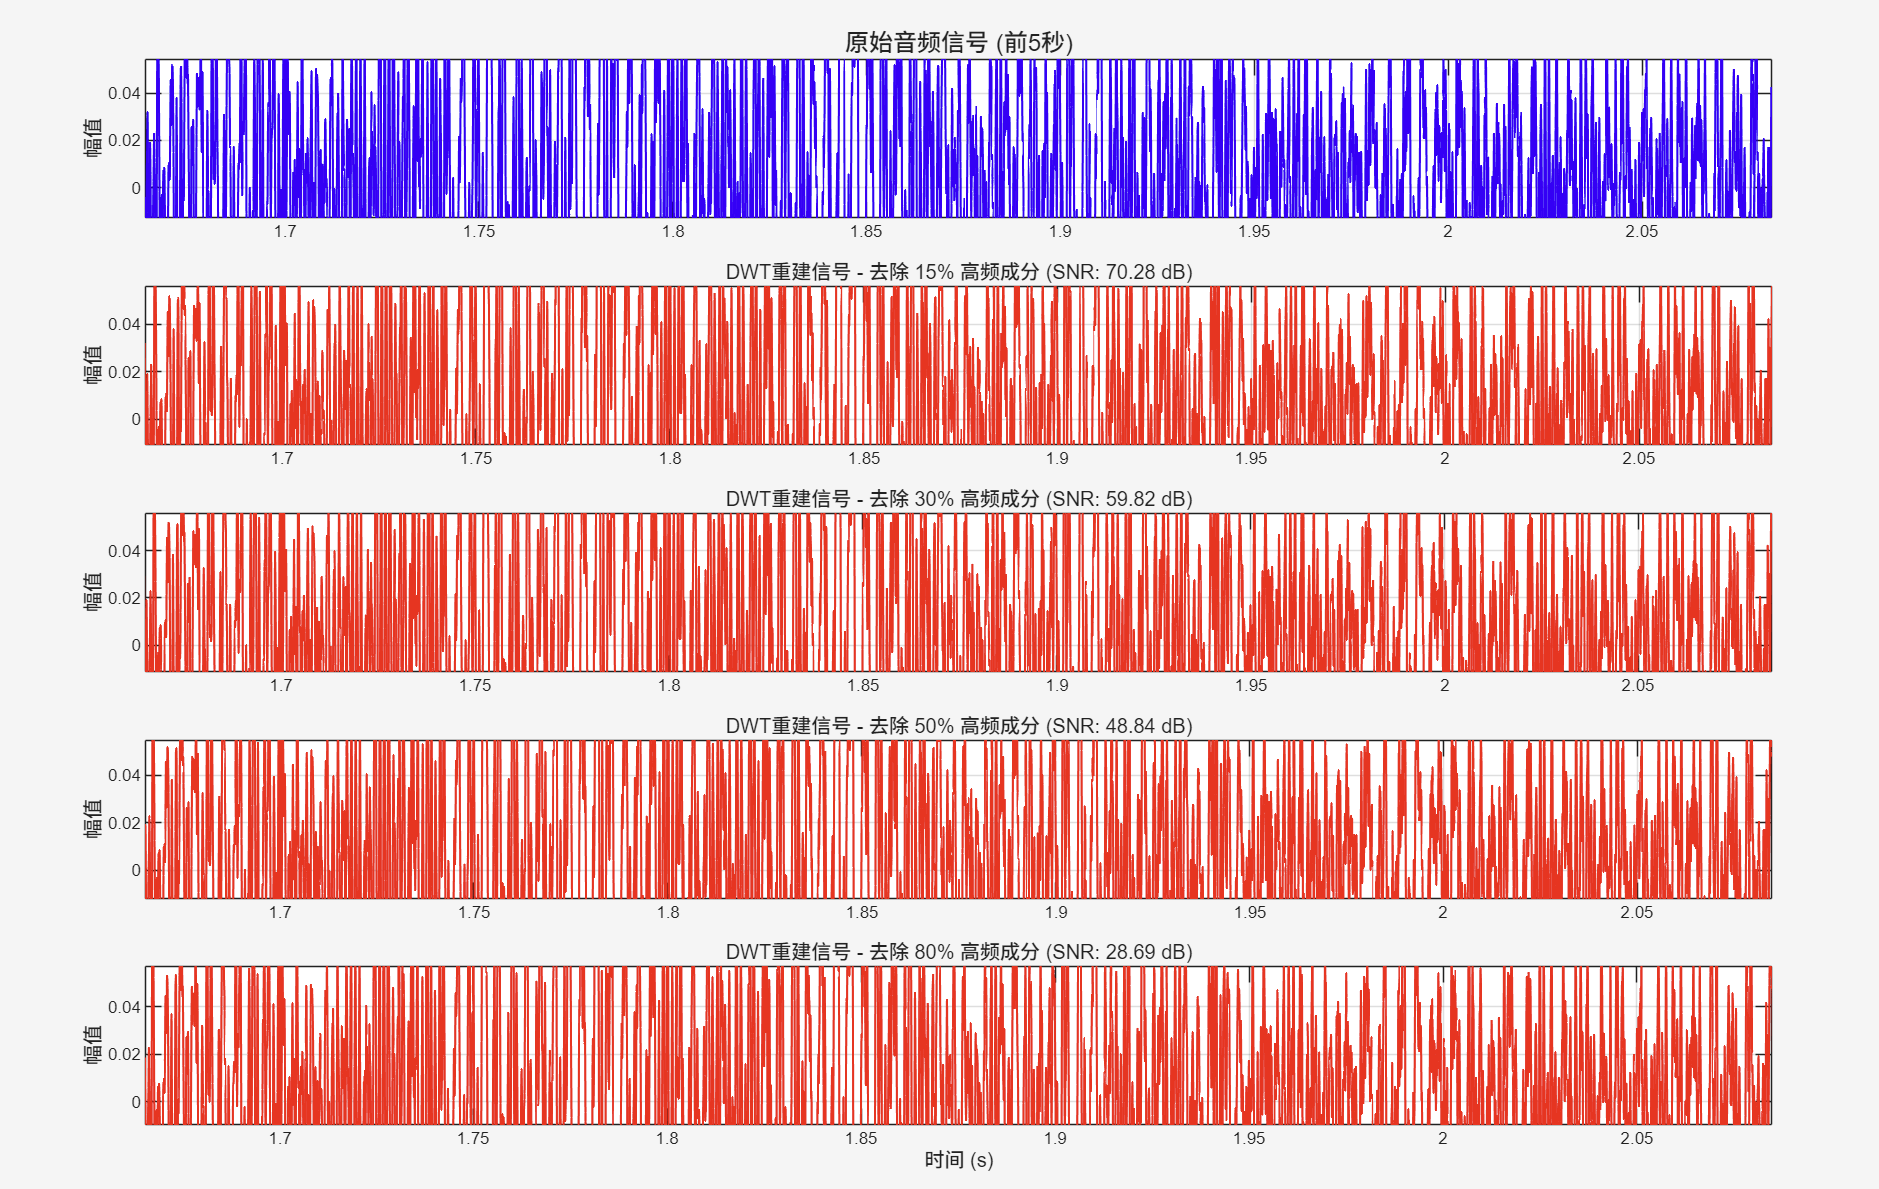 原始音频信号 (前5秒)
幅值
0.04
0.02
0
1.7 1.75 1.8 1.85 1.9 1.95 2 2.05
DWT重建信号 - 去除 15% 高频成分 (SNR: 70.28 dB)
幅值
0.04
0.02
0
1.7 1.75 1.8 1.85 1.9 1.95 2 2.05
DWT重建信号 - 去除 30% 高频成分 (SNR: 59.82 dB)
幅值
0.04
0.02
0
1.7 1.75 1.8 1.85 1.9 1.95 2 2.05
DWT重建信号 - 去除 50% 高频成分 (SNR: 48.84 dB)
幅值
0.04
0.02
0
1.7 1.75 1.8 1.85 1.9 1.95 2 2.05
DWT重建信号 - 去除 80% 高频成分 (SNR: 28.69 dB)
幅值
0.04
0.02
0
1.7 1.75 1.8 1.85 1.9 1.95 2 2.05
时间 (s)